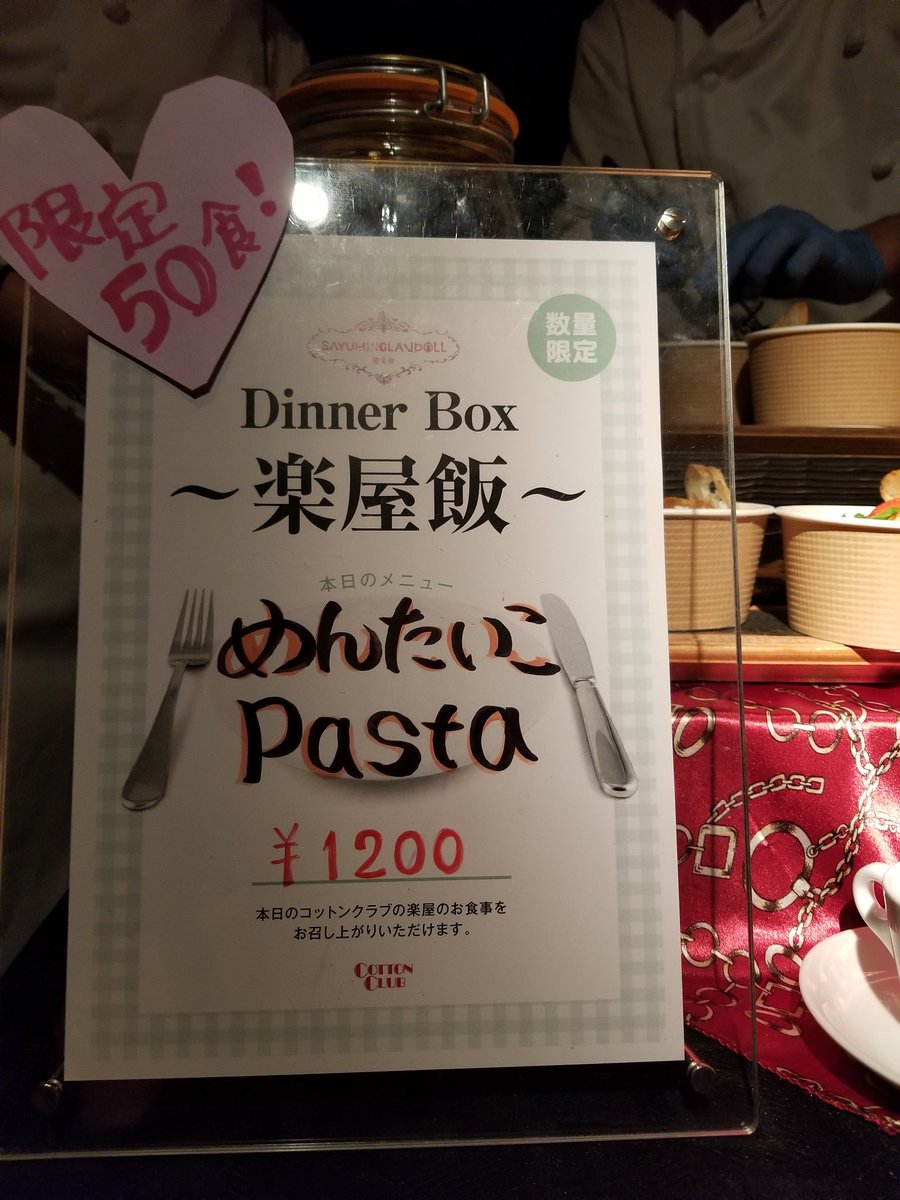 限定
50食!
SAYUMINGLANDOLL
数量
限定
Dinner Box
～楽屋飯～
本日のメニュー
めんたいこ
Pasta
¥1200
本日のコットンクラブの楽屋のお食事を
お召し上がりいただけます。
COTTON
CLUB